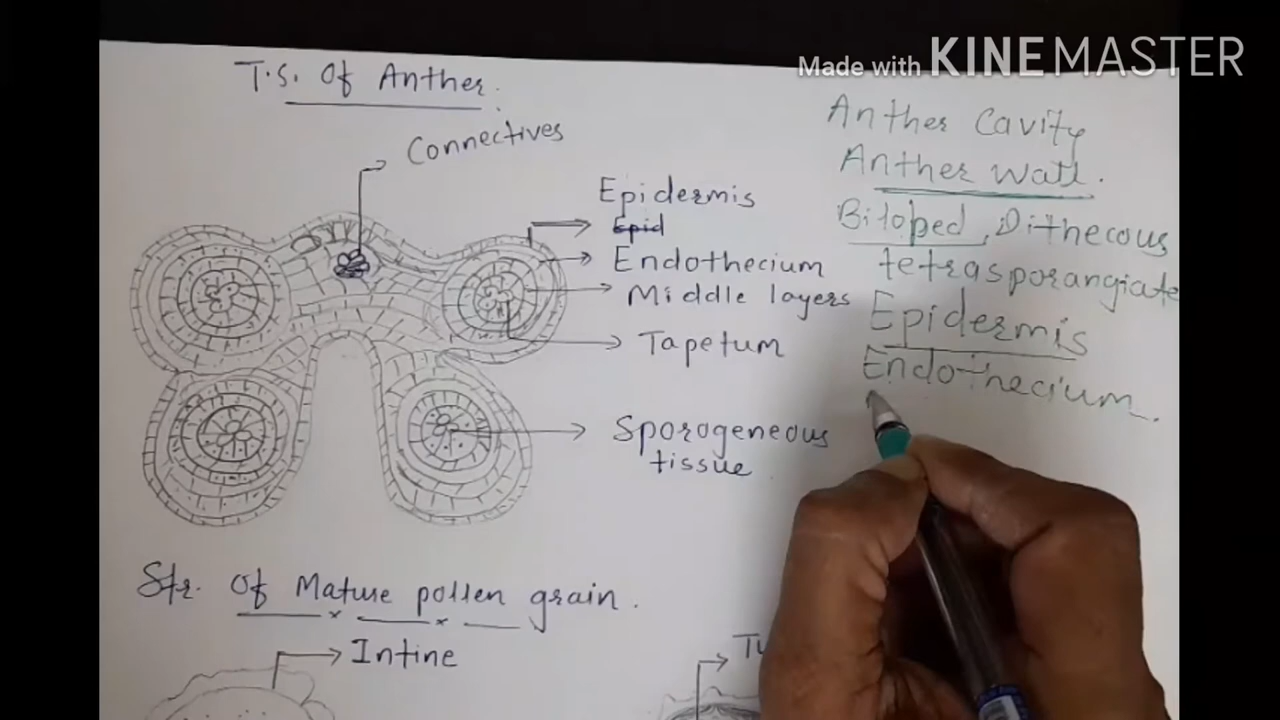 Made with KINEMASTER
T.S. Of Anther.
Connectives
Epidermis
Epid
Endothecium
Middle layers
Tapetum
Sporogeneous
tissue
Anther Cavity
Anther Wall.
Biloped, Dithecous
tetrasporangiate
Epidermis
Endothecium.
Str. Of Mature pollen grain.
Intine